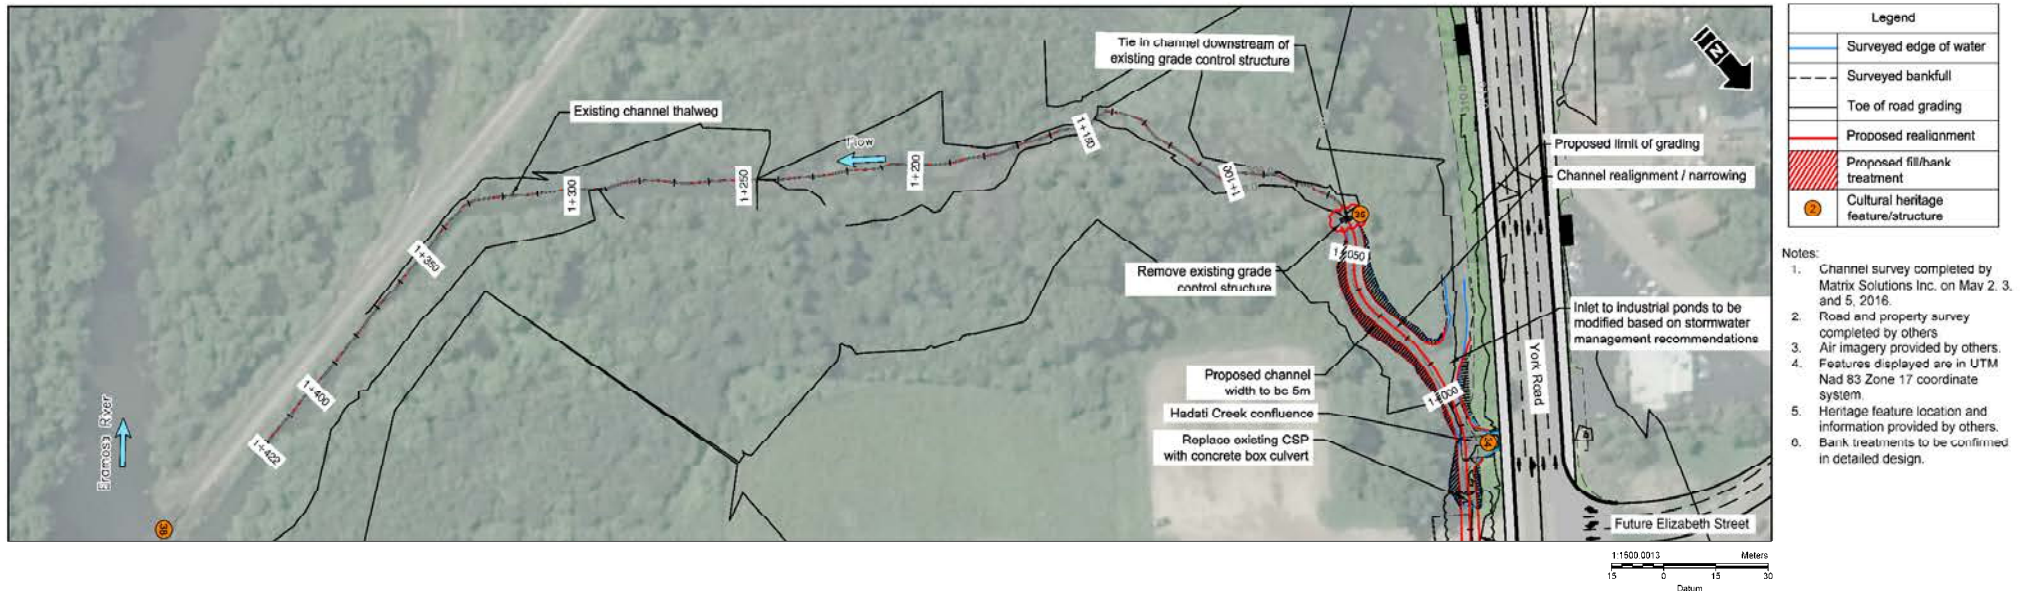 Tie in channel downstream of
existing grade control structure
Existing channel thalweg
Flow
1+150
1+200
1+250
1+300
1+350
1+400
1+422
1+100
1+050
1+000
Proposed limit of grading
Channel realignment / narrowing
Remove existing grade
control structure
Inlet to industrial ponds to be
modified based on stormwater
management recommendations
Proposed channel
width to be 5m
Hadati Creek confluence
Replace existing CSP
with concrete box culvert
York Road
Future Elizabeth Street
Eramosa River
38
Legend
Surveyed edge of water
Surveyed bankfull
Toe of road grading
Proposed realignment
Proposed fill/bank
treatment
2
Cultural heritage
feature/structure
Notes:
1. Channel survey completed by
Matrix Solutions Inc. on May 2, 3,
and 5, 2016.
2. Road and property survey
completed by others
3. Air imagery provided by others.
4. Features displayed are in UTM
Nad 83 Zone 17 coordinate
system.
5. Heritage feature location and
information provided by others.
6. Bank treatments to be confirmed
in detailed design.
1:1500.0013 Meters
15 0 15 30
Datum